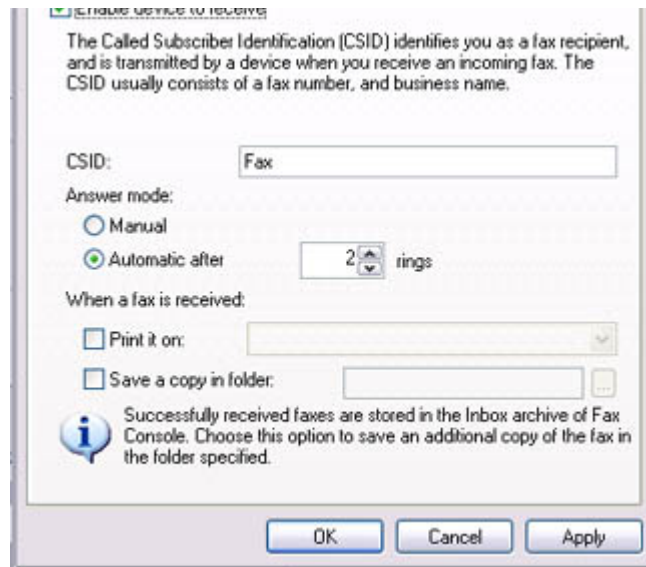 Enable device to receive
The Called Subscriber Identification (CSID) identifies you as a fax recipient,
and is transmitted by a device when you receive an incoming fax. The
CSID usually consists of a fax number, and business name.
CSID: Fax
Answer mode:
Manual
Automatic after 2 rings
When a fax is received:
Print it on:
Save a copy in folder: ...
Successfully received faxes are stored in the Inbox archive of Fax
Console. Choose this option to save an additional copy of the fax in
the folder specified.
OK Cancel Apply